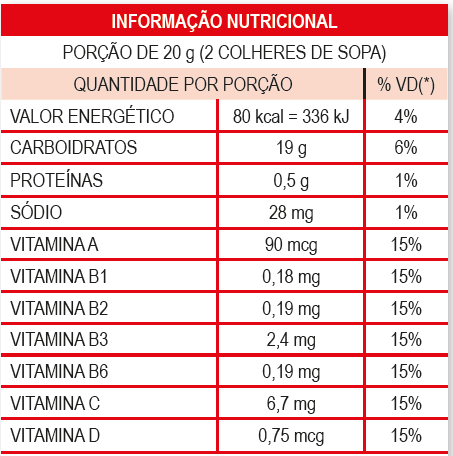 INFORMAÇÃO NUTRICIONAL
PORÇÃO DE 20 g (2 COLHERES DE SOPA)
QUANTIDADE POR PORÇÃO % VD(*)
VALOR ENERGÉTICO 80 kcal = 336 kJ 4%
CARBOIDRATOS 19 g 6%
PROTEÍNAS 0,5 g 1%
SÓDIO 28 mg 1%
VITAMINA A 90 mcg 15%
VITAMINA B1 0,18 mg 15%
VITAMINA B2 0,19 mg 15%
VITAMINA B3 2,4 mg 15%
VITAMINA B6 0,19 mg 15%
VITAMINA C 6,7 mg 15%
VITAMINA D 0,75 mcg 15%